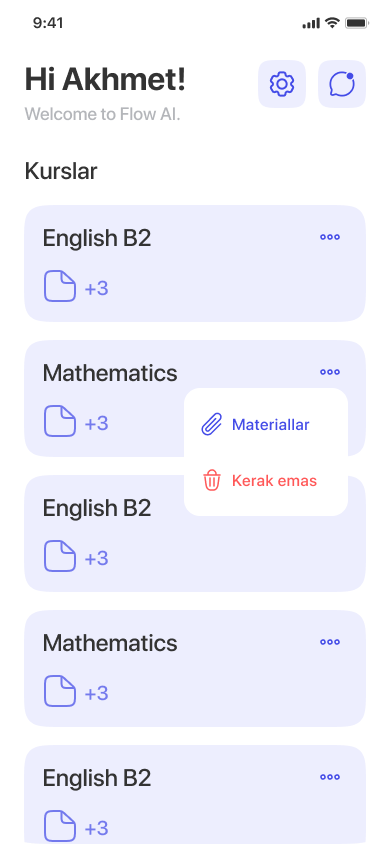 9:41
Hi Akhmet!
Welcome to Flow AI.
Kurslar
English B2
+3
Mathematics
+3
Materiallar
Kerak emas
English B2
+3
Mathematics
+3
English B2
+3